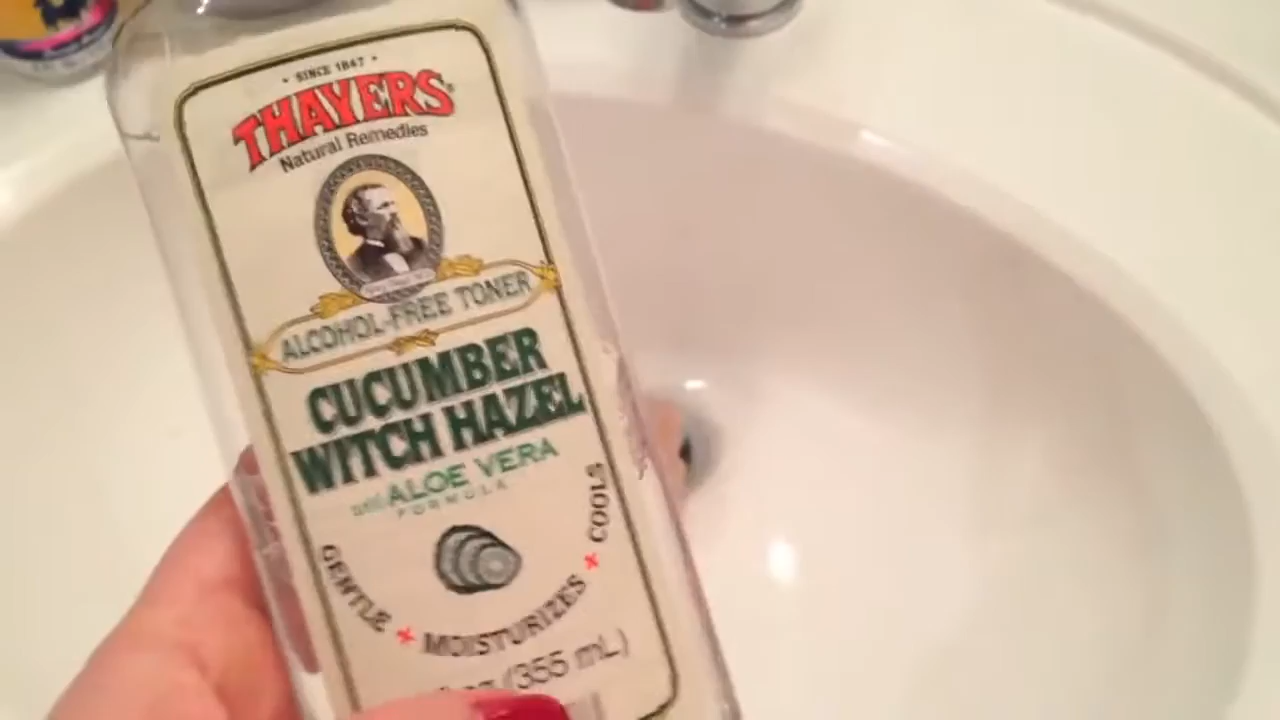 • SINCE 1847 •
THAYERS®
Natural Remedies
ALCOHOL-FREE TONER
CUCUMBER
WITCH HAZEL
with ALOE VERA
FORMULA
GENTLE + MOISTURIZES + COOLS
(355 mL)